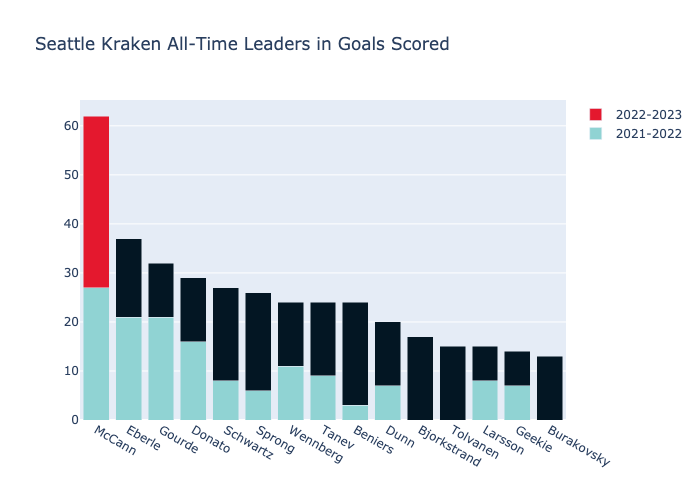 Seattle Kraken All-Time Leaders in Goals Scored
2022-2023
2021-2022
60
50
40
30
20
10
0
McCann
Eberle
Gourde
Donato
Schwartz
Sprong
Wennberg
Tanev
Beniers
Dunn
Bjorkstrand
Tolvanen
Larsson
Geekie
Burakovsky